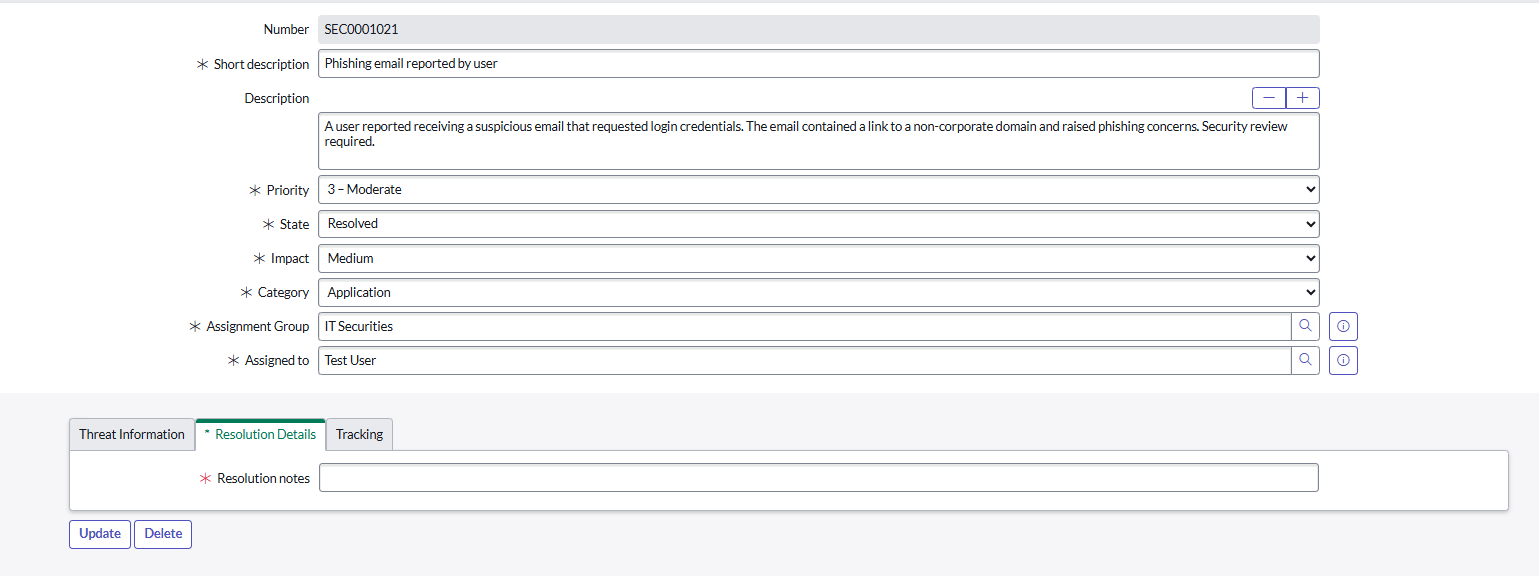 Number SEC0001021
* Short description Phishing email reported by user
Description
A user reported receiving a suspicious email that requested login credentials. The email contained a link to a non-corporate domain and raised phishing concerns. Security review
required.
* Priority 3 – Moderate
* State Resolved
* Impact Medium
* Category Application
* Assignment Group IT Securities
* Assigned to Test User
Threat Information * Resolution Details Tracking
* Resolution notes
Update Delete